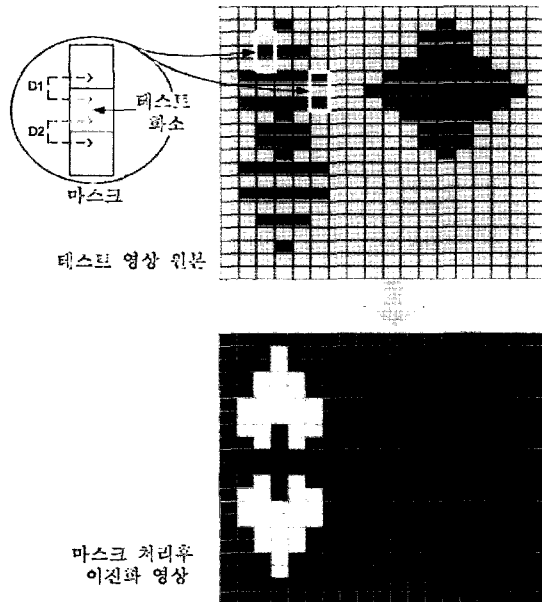 D1
D2
테스트
화소
마스크
테스트 영상 원본
마스크 처리후
이진화 영상